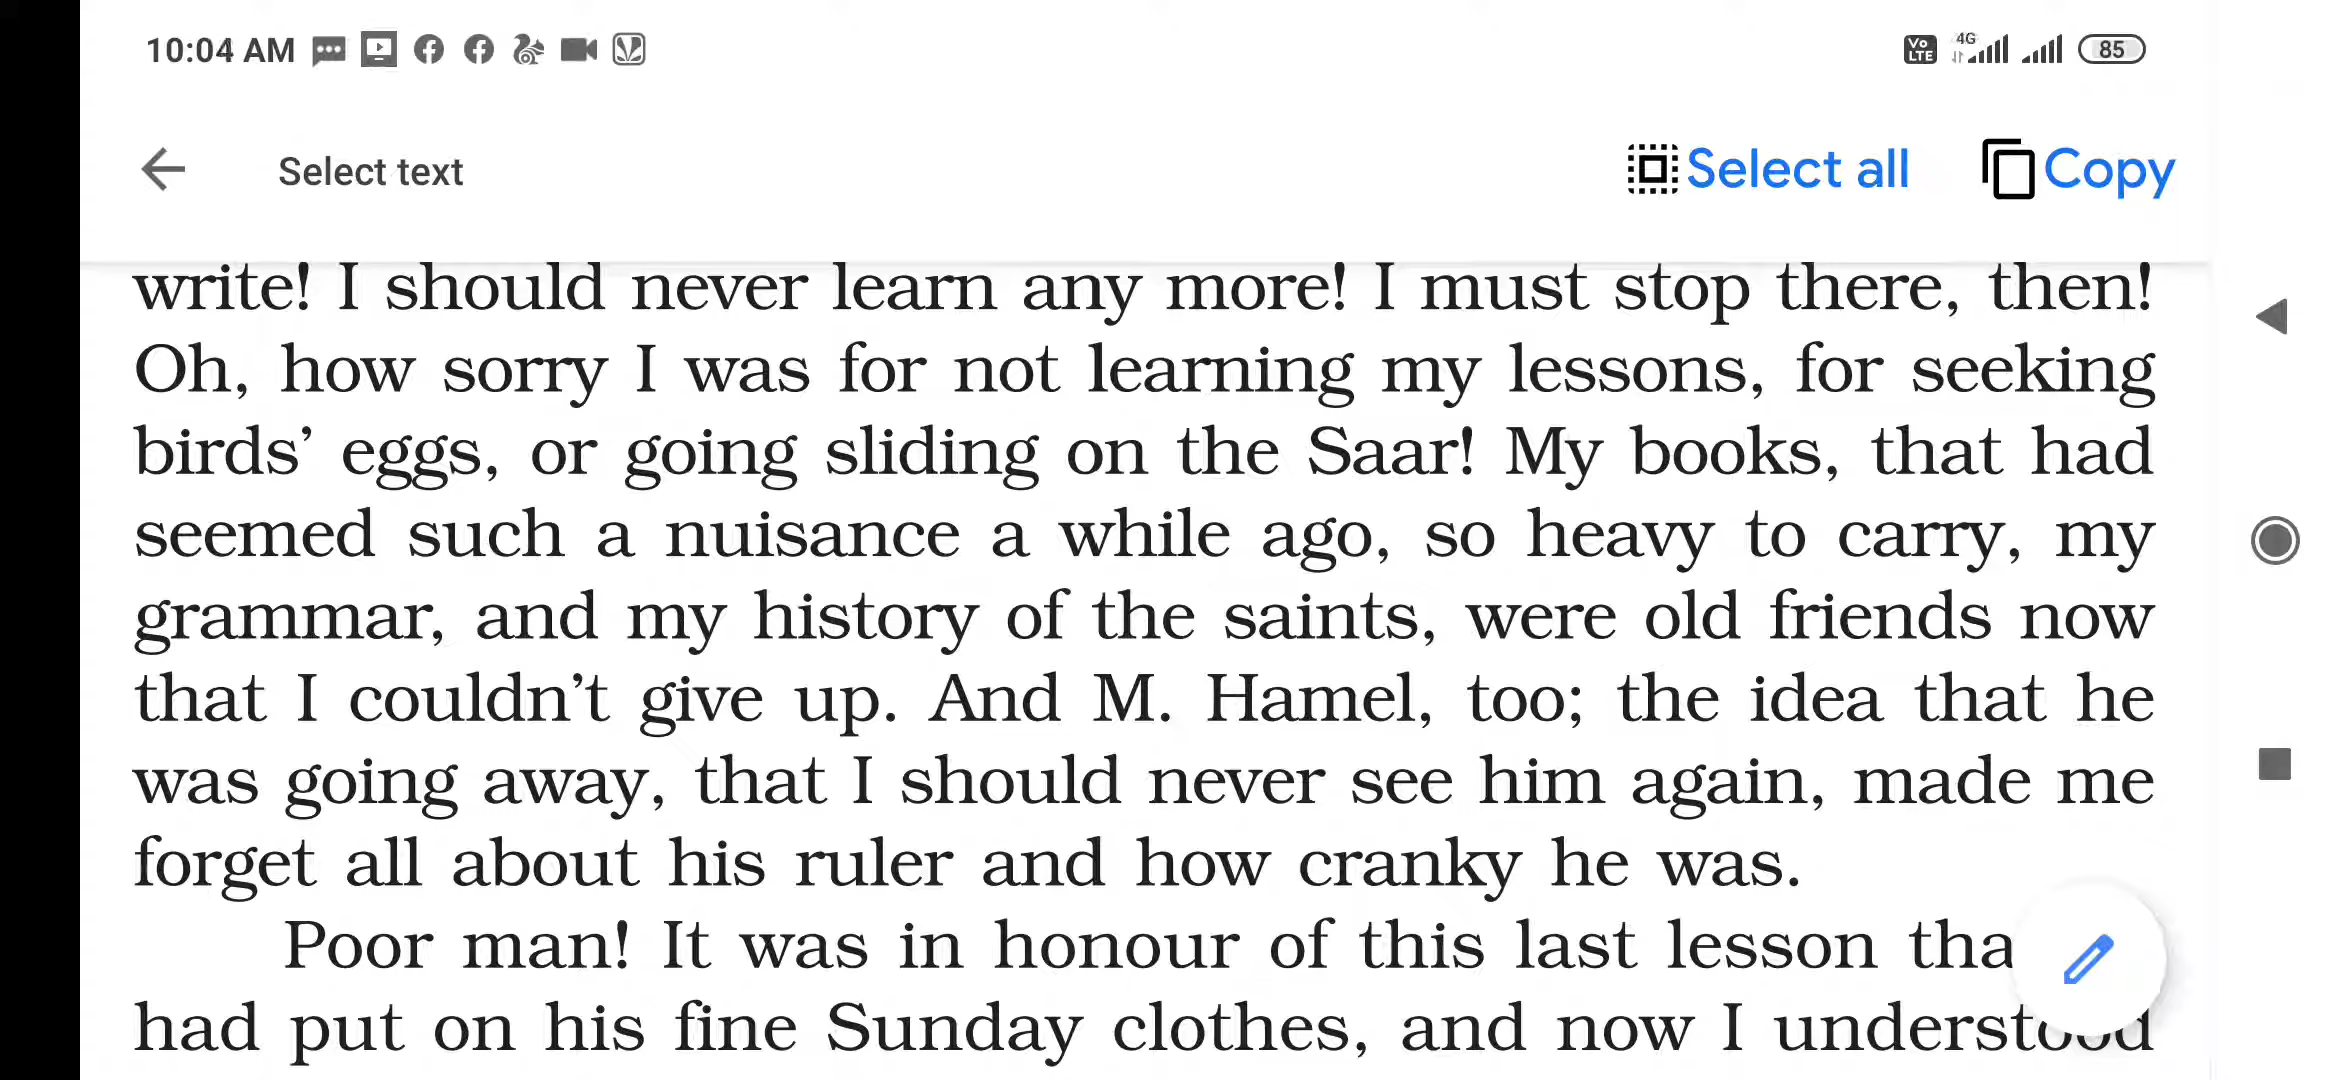 10:04 AM
Vo LTE 4G 85
Select text
Select all
Copy
write! I should never learn any more! I must stop there, then!
Oh, how sorry I was for not learning my lessons, for seeking
birds’ eggs, or going sliding on the Saar! My books, that had
seemed such a nuisance a while ago, so heavy to carry, my
grammar, and my history of the saints, were old friends now
that I couldn’t give up. And M. Hamel, too; the idea that he
was going away, that I should never see him again, made me
forget all about his ruler and how cranky he was.
Poor man! It was in honour of this last lesson tha
had put on his fine Sunday clothes, and now I understood